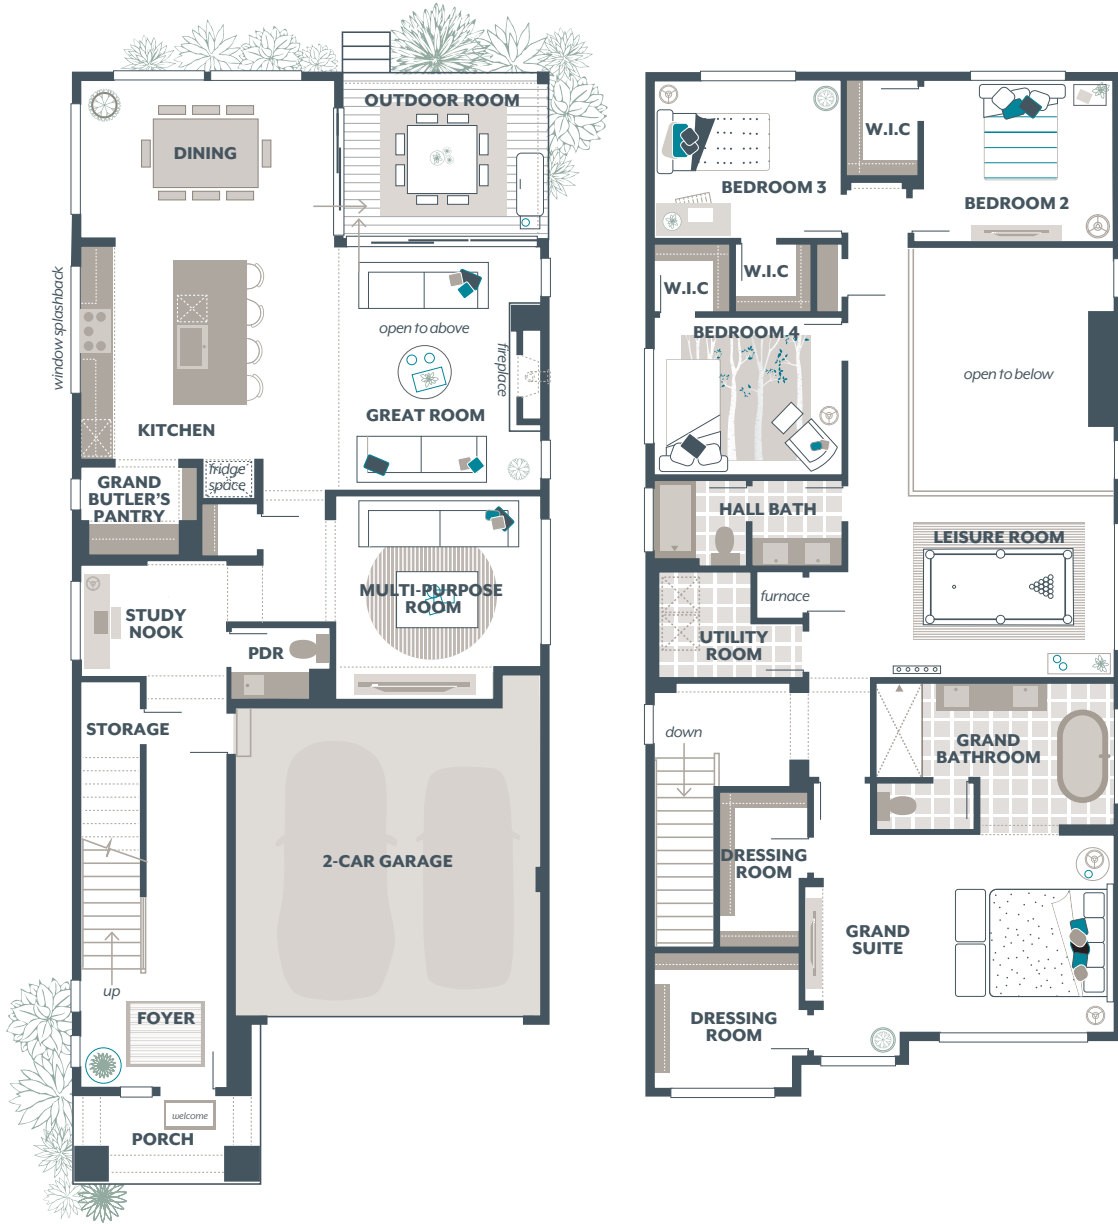 OUTDOOR ROOM
DINING
window splashback
open to above
fireplace
GREAT ROOM
KITCHEN
fridge
space
GRAND
BUTLER'S
PANTRY
MULTI-PURPOSE
ROOM
STUDY
NOOK
PDR
STORAGE
2-CAR GARAGE
up
FOYER
welcome
PORCH
W.I.C
BEDROOM 3
BEDROOM 2
W.I.C
W.I.C
BEDROOM 4
open to below
HALL BATH
LEISURE ROOM
furnace
UTILITY
ROOM
down
GRAND
BATHROOM
DRESSING
ROOM
GRAND
SUITE
DRESSING
ROOM